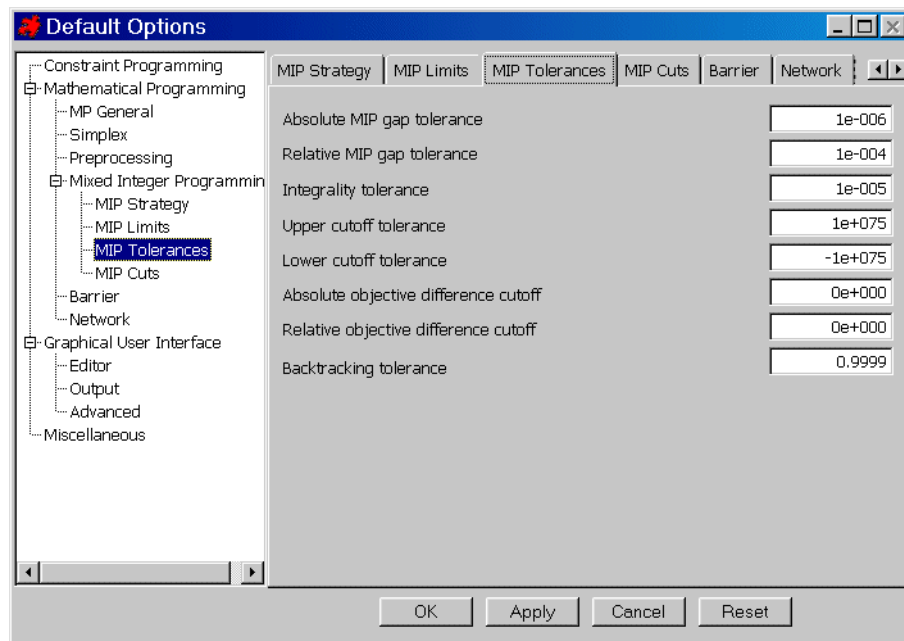 Default Options
Constraint Programming
Mathematical Programming
MP General
Simplex
Preprocessing
Mixed Integer Programmin
MIP Strategy
MIP Limits
MIP Tolerances
MIP Cuts
Barrier
Network
Graphical User Interface
Editor
Output
Advanced
Miscellaneous
MIP Strategy MIP Limits MIP Tolerances MIP Cuts Barrier Network
Absolute MIP gap tolerance 1e-006
Relative MIP gap tolerance 1e-004
Integrality tolerance 1e-005
Upper cutoff tolerance 1e+075
Lower cutoff tolerance -1e+075
Absolute objective difference cutoff 0e+000
Relative objective difference cutoff 0e+000
Backtracking tolerance 0.9999
OK Apply Cancel Reset